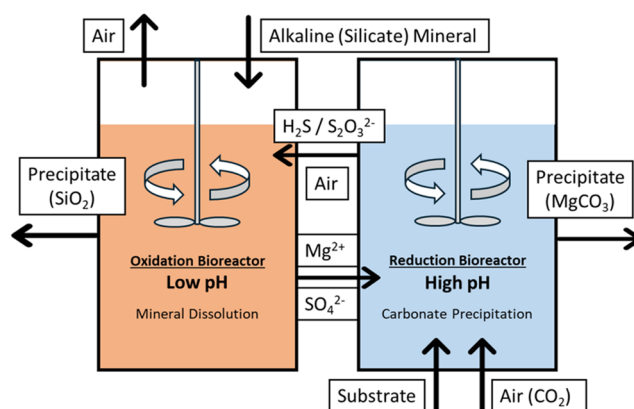 Air
Alkaline (Silicate) Mineral
H₂S / S₂O₃²⁻
Precipitate
(SiO₂)
Air
Precipitate
(MgCO₃)
Oxidation Bioreactor
Low pH
Mineral Dissolution
Mg²⁺
SO₄²⁻
Reduction Bioreactor
High pH
Carbonate Precipitation
Substrate
Air (CO₂)